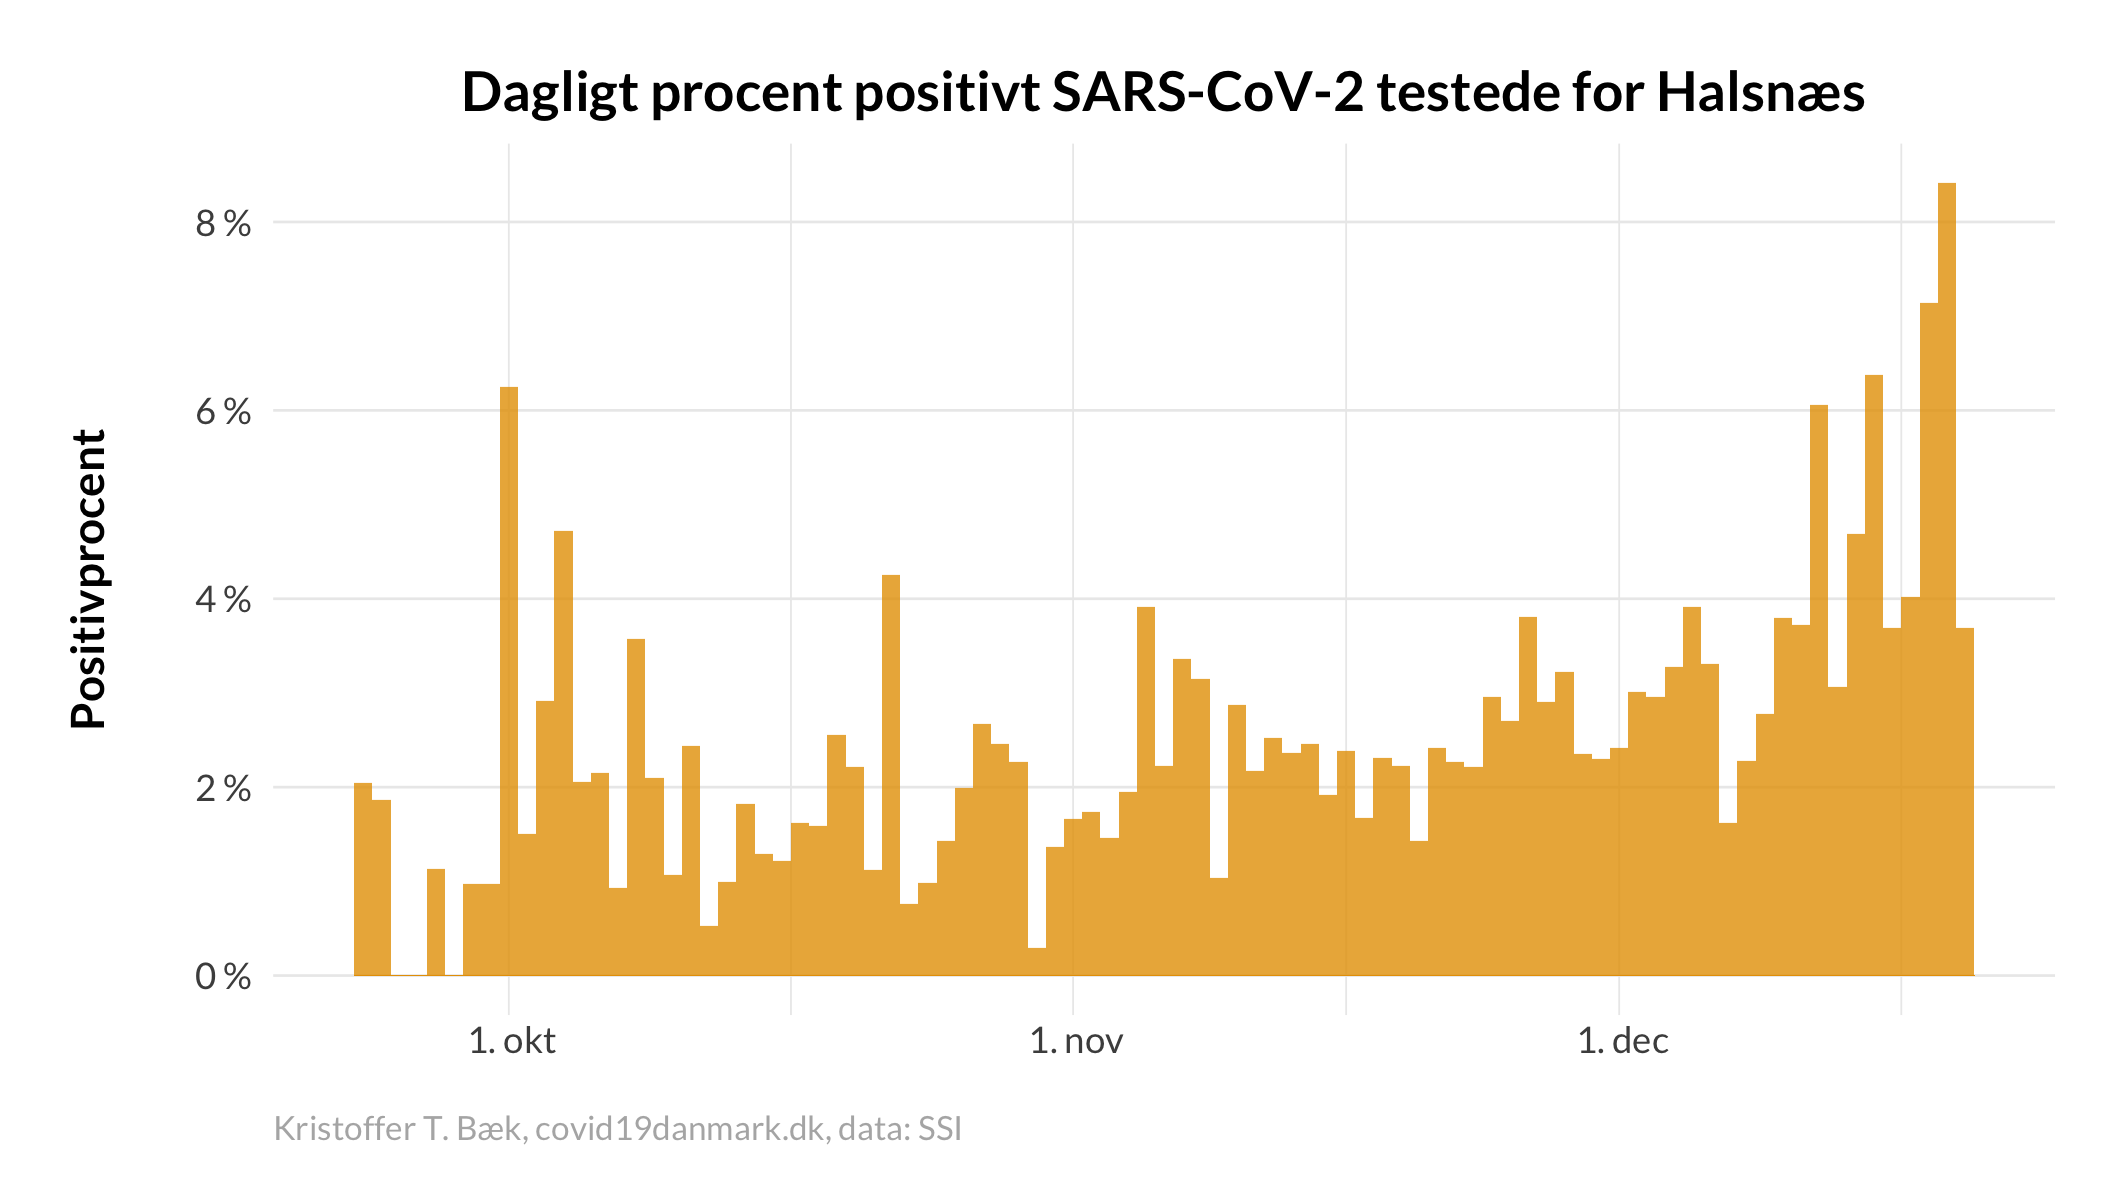 Dagligt procent positivt SARS-CoV-2 testede for Halsnæs
Positivprocent
8 %
6 %
4 %
2 %
0 %
1. okt
1. nov
1. dec
Kristoffer T. Bæk, covid19danmark.dk, data: SSI